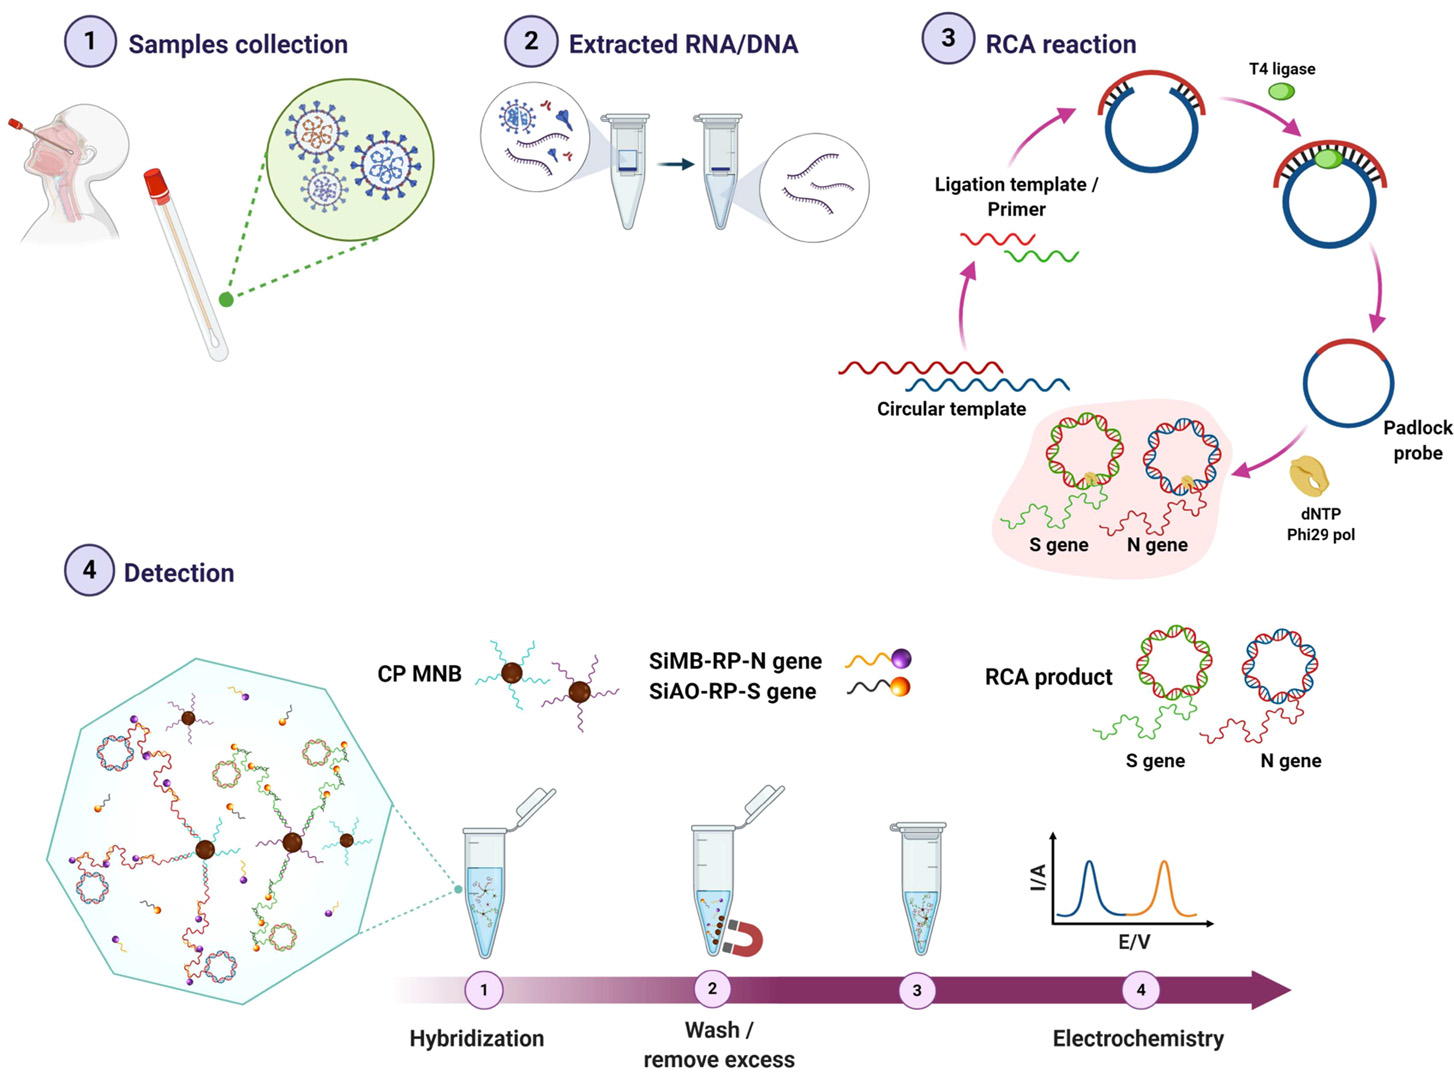 1 Samples collection
2 Extracted RNA/DNA
3 RCA reaction
T4 ligase
Ligation template /
Primer
Circular template
Padlock
probe
dNTP
Phi29 pol
S gene
N gene
4 Detection
CP MNB
SiMB-RP-N gene
SiAO-RP-S gene
RCA product
S gene
N gene
I/A
E/V
1
2
3
4
Hybridization
Wash /
remove excess
Electrochemistry